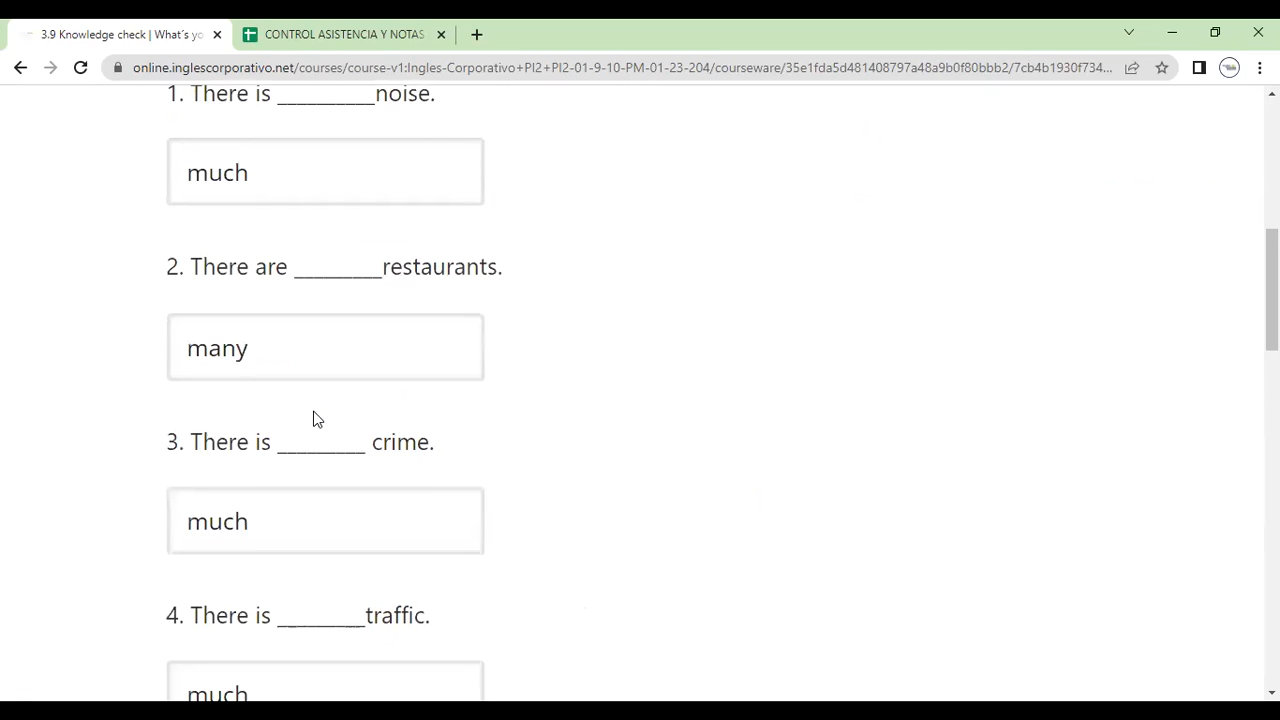 3.9 Knowledge check | What´s yo
CONTROL ASISTENCIA Y NOTAS
online.inglescorporativo.net/courses/course-v1:Ingles-Corporativo+PI2+PI2-01-9-10-PM-01-23-204/courseware/35e1fda5d481408797a48a9b0f80bbb2/7cb4b1930f734...
1. There is __________noise.
much
2. There are _________restaurants.
many
3. There is _________ crime.
much
4. There is _________traffic.
much